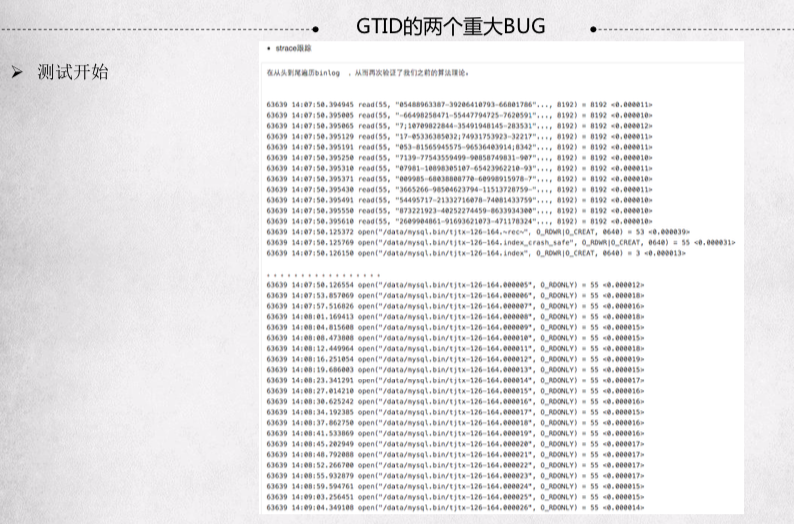 GTID的两个重大BUG
➤ 测试开始
• strace跟踪
在从头到尾遍历binlog ，从而再次验证了我们之前的算法理论。
63639 14:07:50.394945 read(55, "05488963387-39206410793-66801786"..., 8192) = 8192 <0.000011>
63639 14:07:50.395005 read(55, "-66498258471-55447794725-7620591"..., 8192) = 8192 <0.000010>
63639 14:07:50.395065 read(55, "7;10709822844-35491948145-283531"..., 8192) = 8192 <0.000012>
63639 14:07:50.395129 read(55, "17-05336385032;74931753923-32217"..., 8192) = 8192 <0.000011>
63639 14:07:50.395191 read(55, "053-81565945575-96536403914;8342"..., 8192) = 8192 <0.000011>
63639 14:07:50.395250 read(55, "7139-77543559499-90858749831-907"..., 8192) = 8192 <0.000010>
63639 14:07:50.395310 read(55, "07981-10898305107-65423962210-93"..., 8192) = 8192 <0.000011>
63639 14:07:50.395371 read(55, "009985-68038808770-60998915978-7"..., 8192) = 8192 <0.000010>
63639 14:07:50.395430 read(55, "3665266-98504623794-11513728759-"..., 8192) = 8192 <0.000011>
63639 14:07:50.395491 read(55, "54495717-21332716078-74081433759"..., 8192) = 8192 <0.000010>
63639 14:07:50.395550 read(55, "873221923-40252274459-8633934300"..., 8192) = 8192 <0.000010>
63639 14:07:50.395610 read(55, "2609904861-91693621073-471178324"..., 8192) = 8192 <0.000010>
63639 14:07:50.125372 open("/data/mysql.bin/tjtx-126-164.~rec~", O_RDWR|O_CREAT, 0640) = 53 <0.000039>
63639 14:07:50.125769 open("/data/mysql.bin/tjtx-126-164.index_crash_safe", O_RDWR|O_CREAT, 0640) = 55 <0.000031>
63639 14:07:50.126150 open("/data/mysql.bin/tjtx-126-164.index", O_RDWR|O_CREAT, 0640) = 3 <0.000013>
. . . . . . . . . . . . . . . . .
63639 14:07:50.126554 open("/data/mysql.bin/tjtx-126-164.000005", O_RDONLY) = 55 <0.000012>
63639 14:07:53.857069 open("/data/mysql.bin/tjtx-126-164.000006", O_RDONLY) = 55 <0.000018>
63639 14:07:57.516026 open("/data/mysql.bin/tjtx-126-164.000007", O_RDONLY) = 55 <0.000016>
63639 14:08:01.169413 open("/data/mysql.bin/tjtx-126-164.000008", O_RDONLY) = 55 <0.000018>
63639 14:08:04.815608 open("/data/mysql.bin/tjtx-126-164.000009", O_RDONLY) = 55 <0.000015>
63639 14:08:08.473808 open("/data/mysql.bin/tjtx-126-164.000010", O_RDONLY) = 55 <0.000015>
63639 14:08:12.449964 open("/data/mysql.bin/tjtx-126-164.000011", O_RDONLY) = 55 <0.000018>
63639 14:08:16.251054 open("/data/mysql.bin/tjtx-126-164.000012", O_RDONLY) = 55 <0.000019>
63639 14:08:19.686003 open("/data/mysql.bin/tjtx-126-164.000013", O_RDONLY) = 55 <0.000015>
63639 14:08:23.341291 open("/data/mysql.bin/tjtx-126-164.000014", O_RDONLY) = 55 <0.000017>
63639 14:08:27.014210 open("/data/mysql.bin/tjtx-126-164.000015", O_RDONLY) = 55 <0.000016>
63639 14:08:30.625242 open("/data/mysql.bin/tjtx-126-164.000016", O_RDONLY) = 55 <0.000016>
63639 14:08:34.192385 open("/data/mysql.bin/tjtx-126-164.000017", O_RDONLY) = 55 <0.000015>
63639 14:08:37.862750 open("/data/mysql.bin/tjtx-126-164.000018", O_RDONLY) = 55 <0.000016>
63639 14:08:41.533869 open("/data/mysql.bin/tjtx-126-164.000019", O_RDONLY) = 55 <0.000016>
63639 14:08:45.202949 open("/data/mysql.bin/tjtx-126-164.000020", O_RDONLY) = 55 <0.000017>
63639 14:08:48.792088 open("/data/mysql.bin/tjtx-126-164.000021", O_RDONLY) = 55 <0.000017>
63639 14:08:52.266700 open("/data/mysql.bin/tjtx-126-164.000022", O_RDONLY) = 55 <0.000017>
63639 14:08:55.932879 open("/data/mysql.bin/tjtx-126-164.000023", O_RDONLY) = 55 <0.000017>
63639 14:08:59.594761 open("/data/mysql.bin/tjtx-126-164.000024", O_RDONLY) = 55 <0.000015>
63639 14:09:03.256451 open("/data/mysql.bin/tjtx-126-164.000025", O_RDONLY) = 55 <0.000015>
63639 14:09:04.349108 open("/data/mysql.bin/tjtx-126-164.000026", O_RDONLY) = 55 <0.000014>